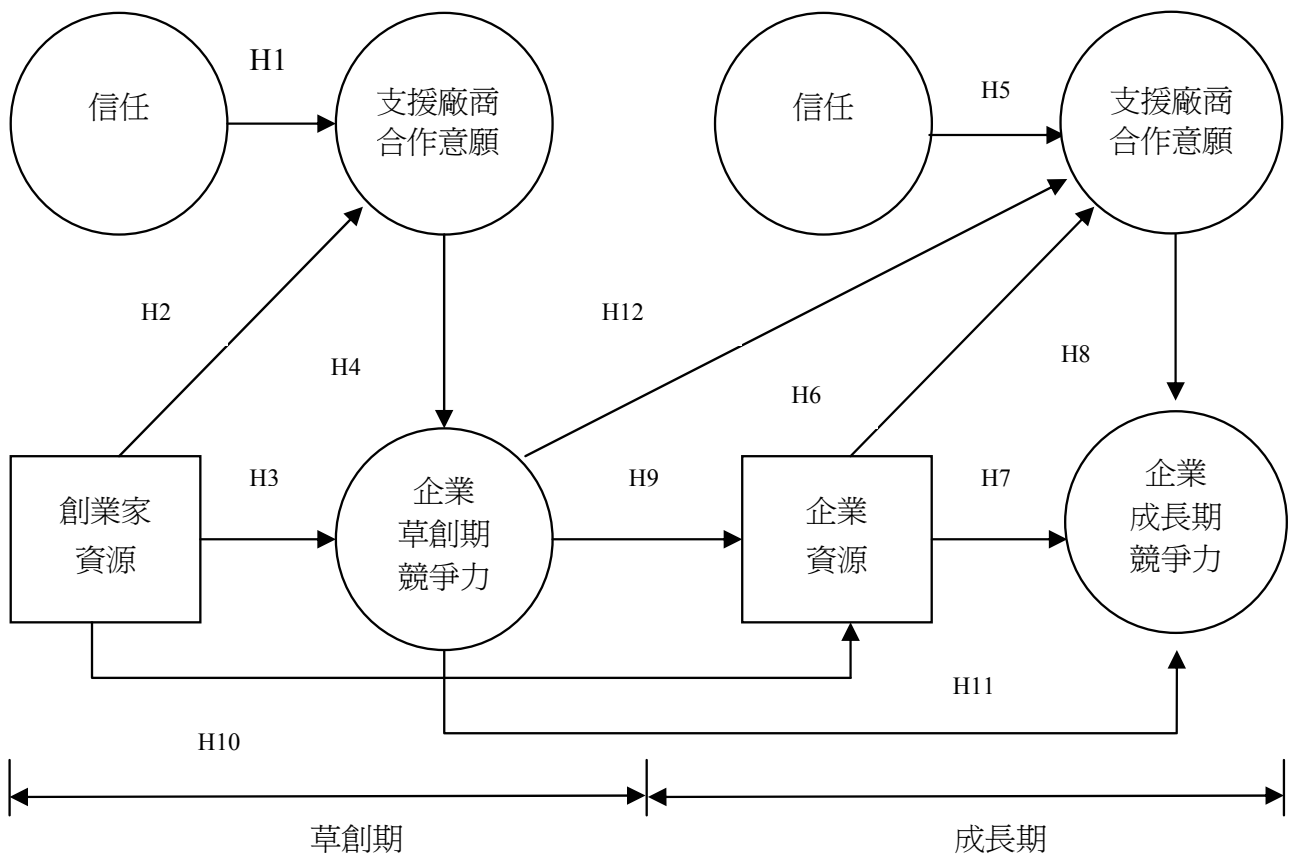 H1
信任
支援廠商
合作意願
信任
H5
支援廠商
合作意願
H2
H12
H4
H8
H6
H3
H9
H7
創業家
資源
企業
草創期
競爭力
企業
資源
企業
成長期
競爭力
H11
H10
草創期
成長期